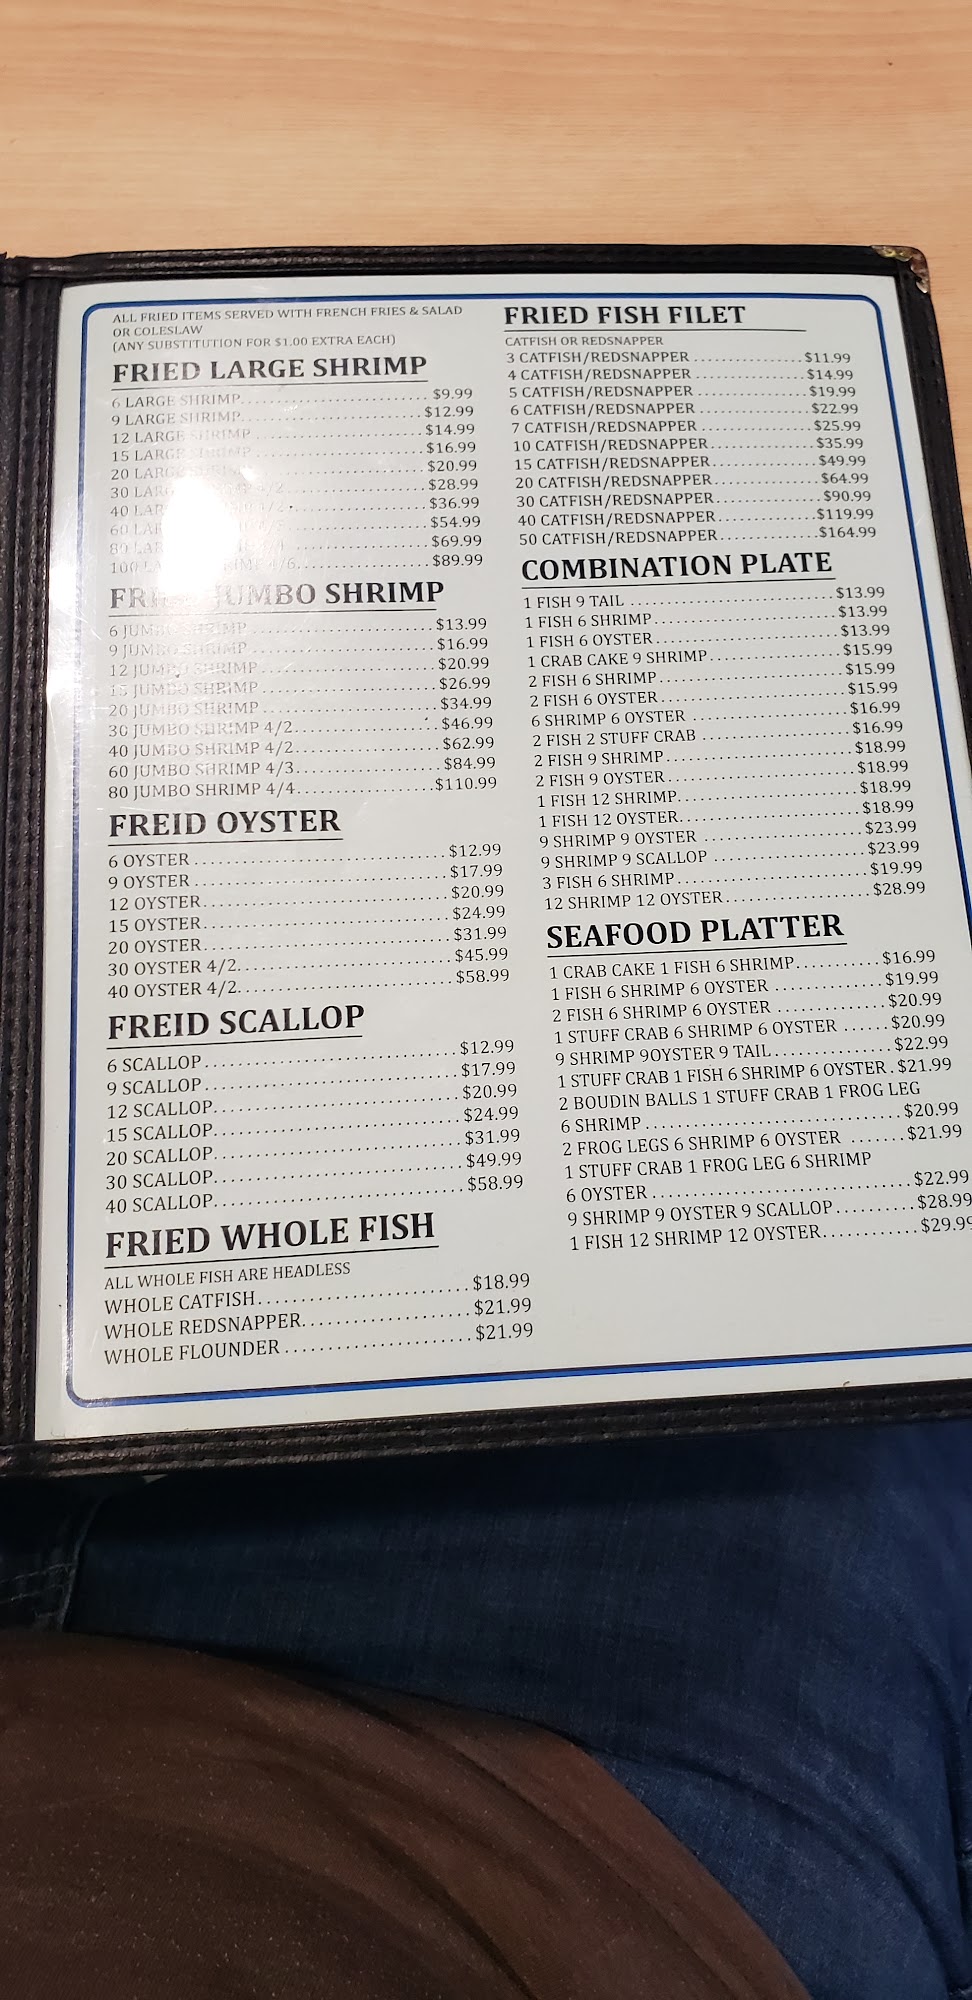 ALL FRIED ITEMS SERVED WITH FRENCH FRIES & SALAD
OR COLESLAW
(ANY SUBSTITUTION FOR $1.00 EXTRA EACH)
FRIED LARGE SHRIMP
6 LARGE SHRIMP $9.99
9 LARGE SHRIMP $12.99
12 LARGE SHRIMP $14.99
15 LARGE SHRIMP $16.99
20 LARGE SHRIMP $20.99
30 $28.99
40 $36.99
60 $54.99
80 $69.99
100 4/6 $89.99
JUMBO SHRIMP
6 JUMBO SHRIMP $13.99
9 JUMBO SHRIMP $16.99
12 JUMBO SHRIMP $20.99
15 JUMBO SHRIMP $26.99
20 JUMBO SHRIMP $34.99
30 JUMBO SHRIMP 4/2 $46.99
40 JUMBO SHRIMP 4/2 $62.99
60 JUMBO SHRIMP 4/3 $84.99
80 JUMBO SHRIMP 4/4 $110.99
FREID OYSTER
6 OYSTER $12.99
9 OYSTER $17.99
12 OYSTER $20.99
15 OYSTER $24.99
20 OYSTER $31.99
30 OYSTER 4/2 $45.99
40 OYSTER 4/2 $58.99
FREID SCALLOP
6 SCALLOP $12.99
9 SCALLOP $17.99
12 SCALLOP $20.99
15 SCALLOP $24.99
20 SCALLOP $31.99
30 SCALLOP $49.99
40 SCALLOP $58.99
FRIED WHOLE FISH
ALL WHOLE FISH ARE HEADLESS
WHOLE CATFISH $18.99
WHOLE REDSNAPPER $21.99
WHOLE FLOUNDER $21.99
FRIED FISH FILET
CATFISH OR REDSNAPPER
3 CATFISH/REDSNAPPER $11.99
4 CATFISH/REDSNAPPER $14.99
5 CATFISH/REDSNAPPER $19.99
6 CATFISH/REDSNAPPER $22.99
7 CATFISH/REDSNAPPER $25.99
10 CATFISH/REDSNAPPER $35.99
15 CATFISH/REDSNAPPER $49.99
20 CATFISH/REDSNAPPER $64.99
30 CATFISH/REDSNAPPER $90.99
40 CATFISH/REDSNAPPER $119.99
50 CATFISH/REDSNAPPER $164.99
COMBINATION PLATE
1 FISH 9 TAIL $13.99
1 FISH 6 SHRIMP $13.99
1 FISH 6 OYSTER $13.99
1 CRAB CAKE 9 SHRIMP $15.99
2 FISH 6 SHRIMP $15.99
2 FISH 6 OYSTER $15.99
6 SHRIMP 6 OYSTER $16.99
2 FISH 2 STUFF CRAB $16.99
2 FISH 9 SHRIMP $18.99
2 FISH 9 OYSTER $18.99
1 FISH 12 SHRIMP $18.99
1 FISH 12 OYSTER $18.99
9 SHRIMP 9 OYSTER $23.99
9 SHRIMP 9 SCALLOP $23.99
3 FISH 6 SHRIMP $19.99
12 SHRIMP 12 OYSTER $28.99
SEAFOOD PLATTER
1 CRAB CAKE 1 FISH 6 SHRIMP $16.99
1 FISH 6 SHRIMP 6 OYSTER $19.99
2 FISH 6 SHRIMP 6 OYSTER $20.99
1 STUFF CRAB 6 SHRIMP 6 OYSTER $20.99
9 SHRIMP 9OYSTER 9 TAIL $22.99
1 STUFF CRAB 1 FISH 6 SHRIMP 6 OYSTER $21.99
2 BOUDIN BALLS 1 STUFF CRAB 1 FROG LEG
6 SHRIMP $20.99
2 FROG LEGS 6 SHRIMP 6 OYSTER $21.99
1 STUFF CRAB 1 FROG LEG 6 SHRIMP
6 OYSTER $22.99
9 SHRIMP 9 OYSTER 9 SCALLOP $28.99
1 FISH 12 SHRIMP 12 OYSTER $29.99